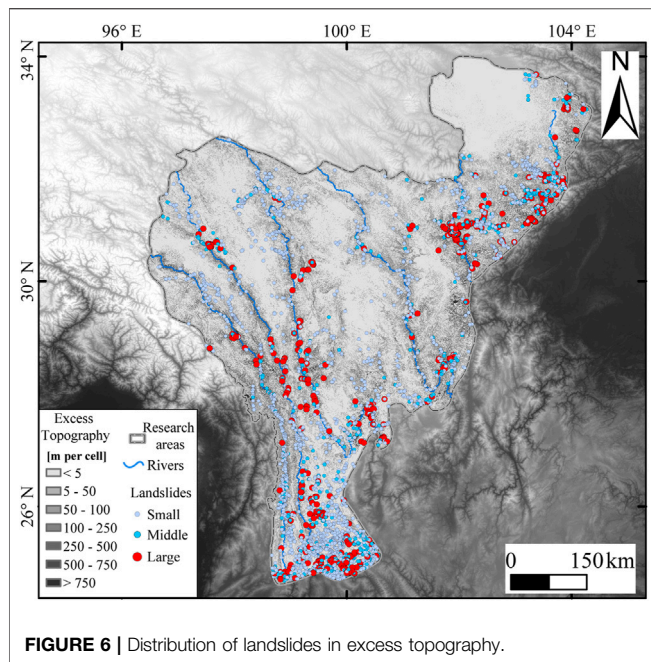 96° E 100° E 104° E
34° N
N
30° N
26° N
Excess
Topography
[m per cell]
< 5
5 - 50
50 - 100
100 - 250
250 - 500
500 - 750
> 750
Research
areas
Rivers
Landslides
Small
Middle
Large
0 150 km
FIGURE 6 | Distribution of landslides in excess topography.